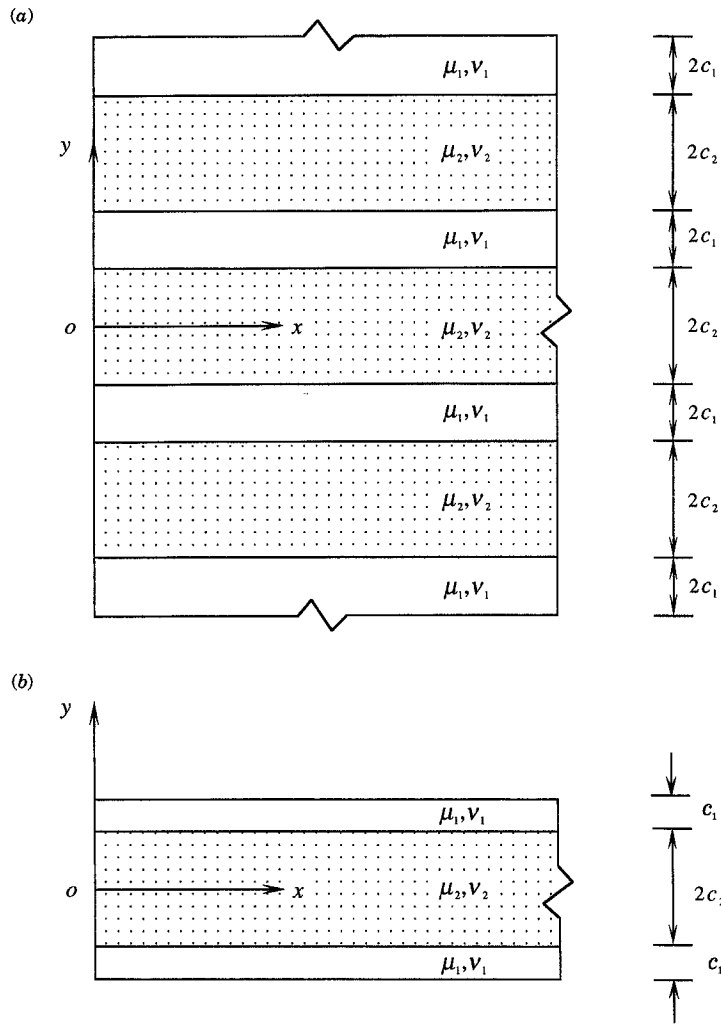 (a)
μ₁,ν₁
2c₁
y
μ₂,ν₂
2c₂
μ₁,ν₁
2c₁
o
x
μ₂,ν₂
2c₂
μ₁,ν₁
2c₁
μ₂,ν₂
2c₂
μ₁,ν₁
2c₁
(b)
y
μ₁,ν₁
c₁
o
x
μ₂,ν₂
2c₂
μ₁,ν₁
c₁